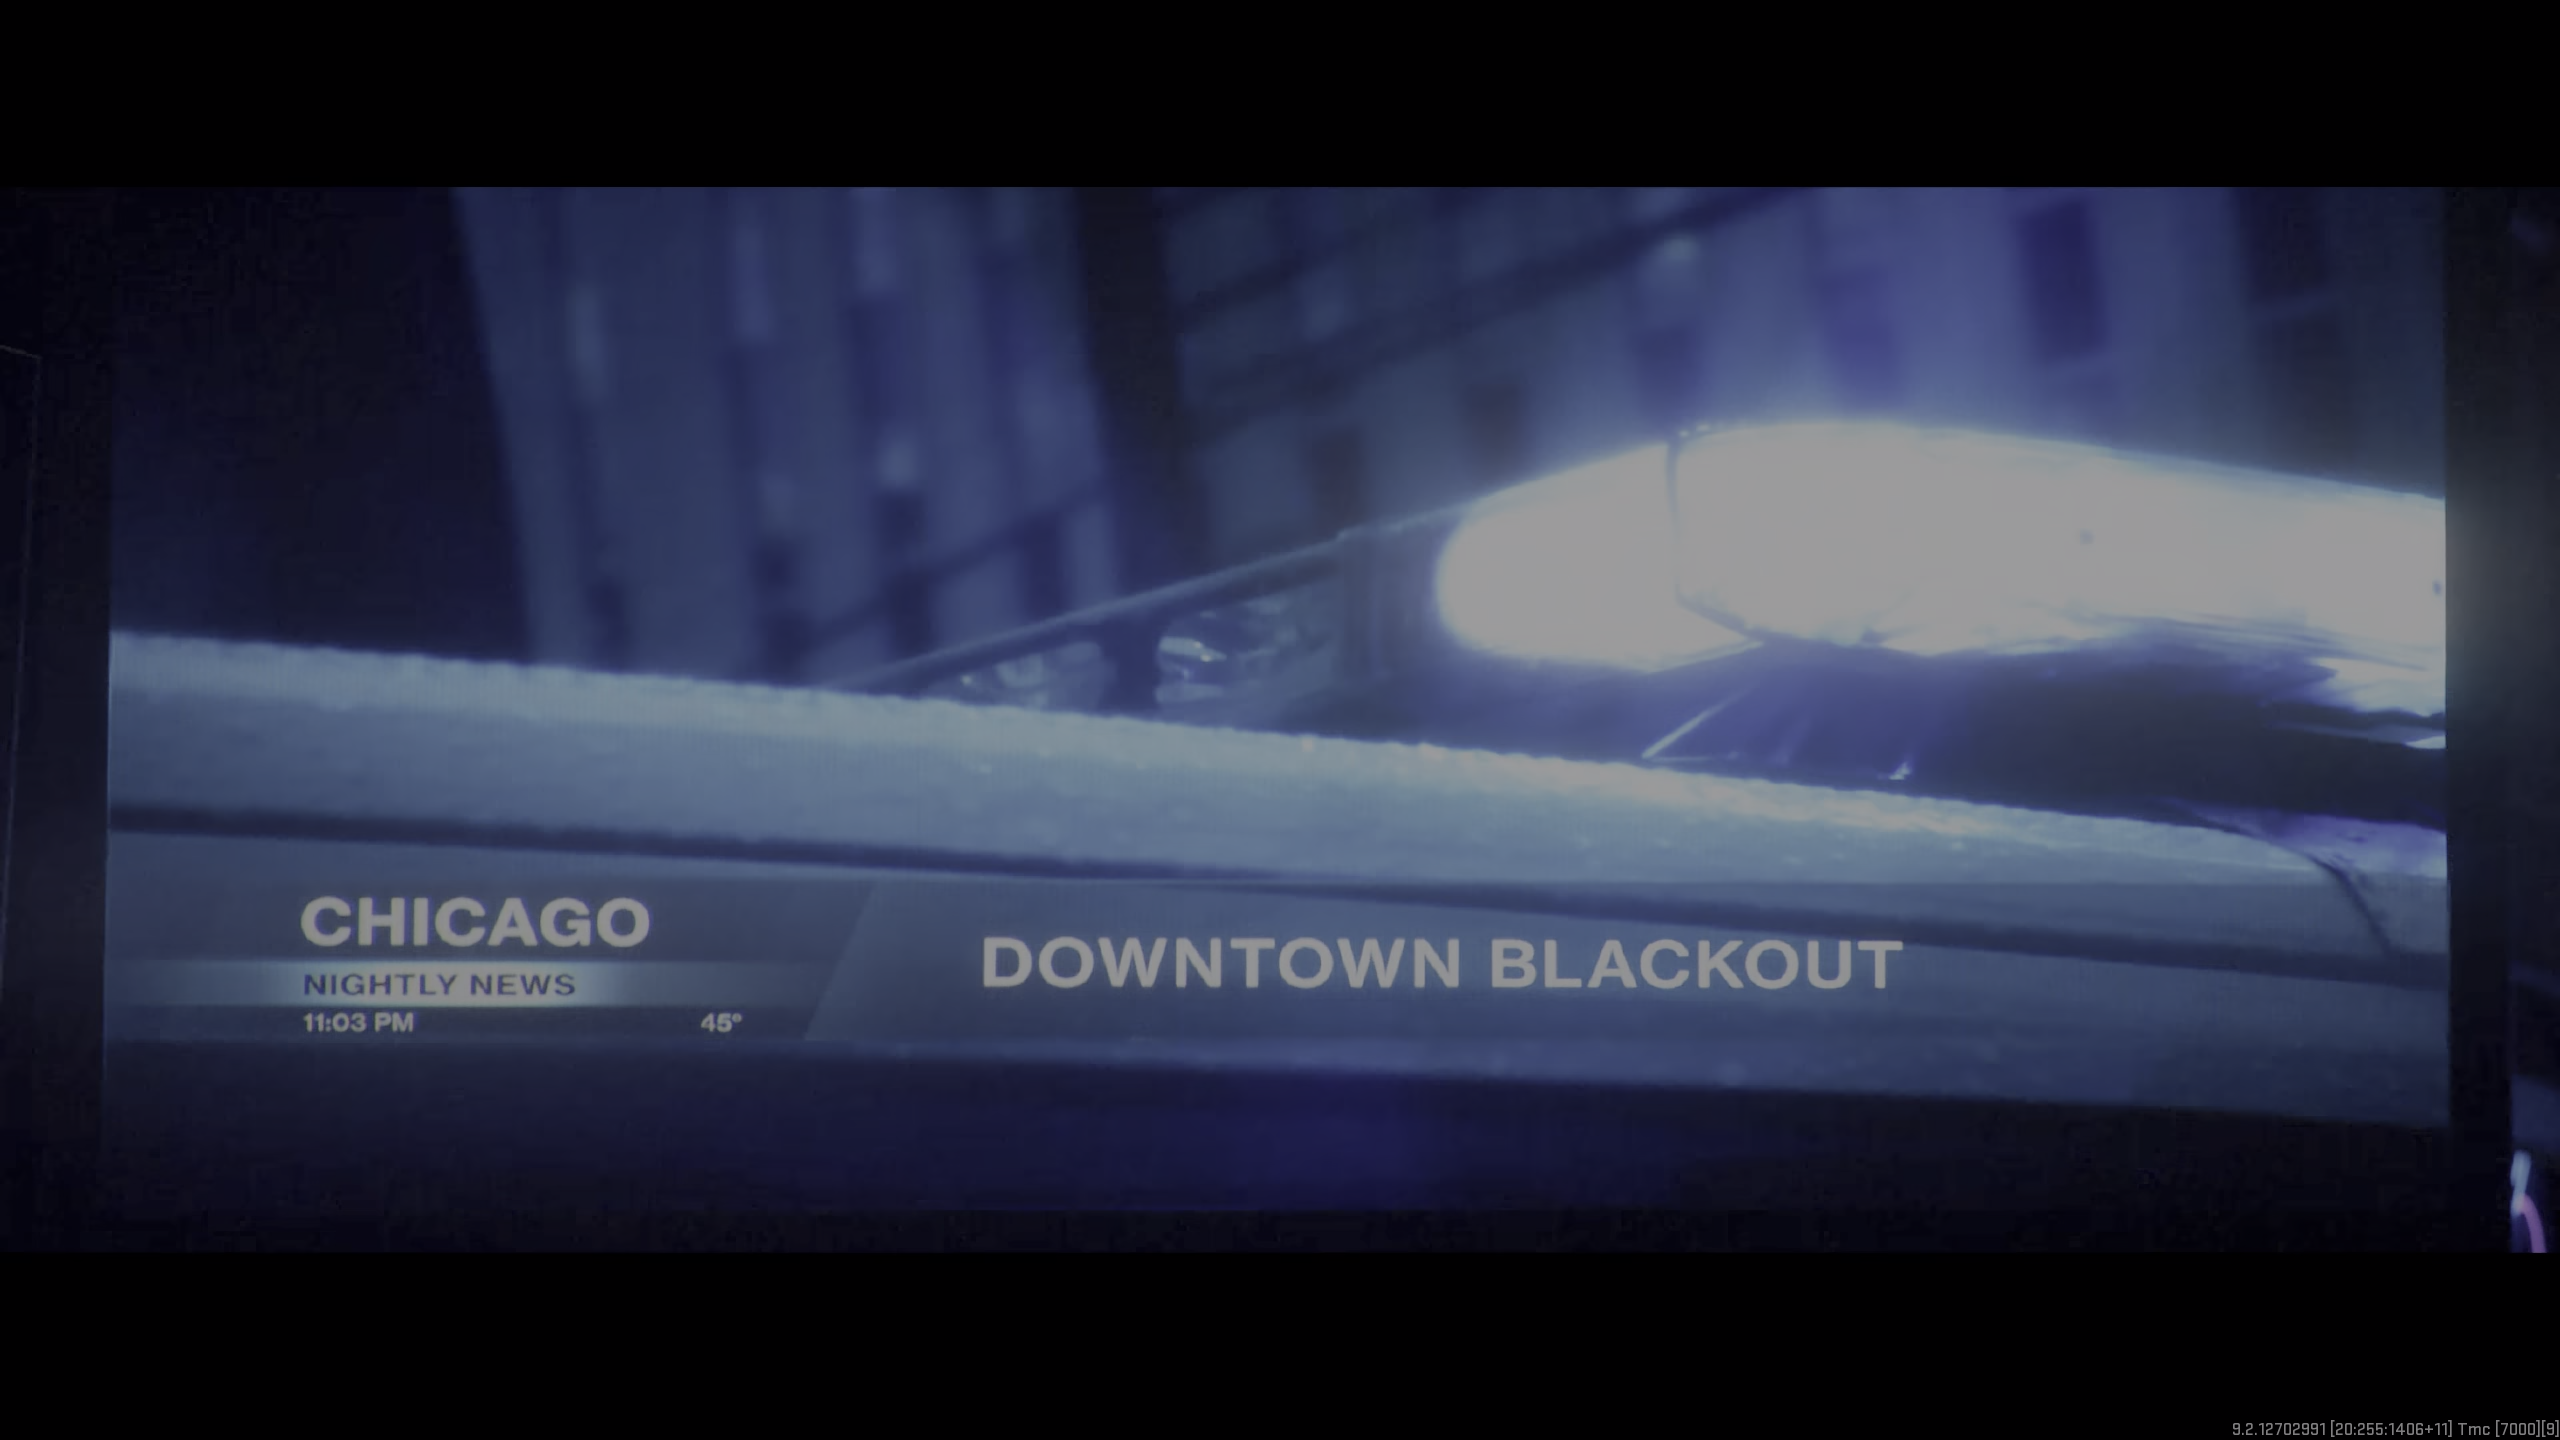 CHICAGO
NIGHTLY NEWS
11:03 PM
45°
DOWNTOWN BLACKOUT
9.2.12702991 [20:255:1406+11] Tmc [7000][9]